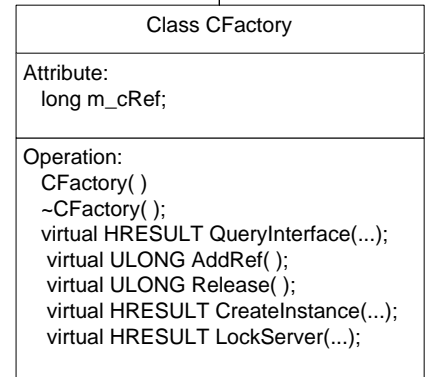 Class CFactory
Attribute:
long m_cRef;
Operation:
CFactory( )
~CFactory( );
virtual HRESULT QueryInterface(...);
virtual ULONG AddRef( );
virtual ULONG Release( );
virtual HRESULT CreateInstance(...);
virtual HRESULT LockServer(...);